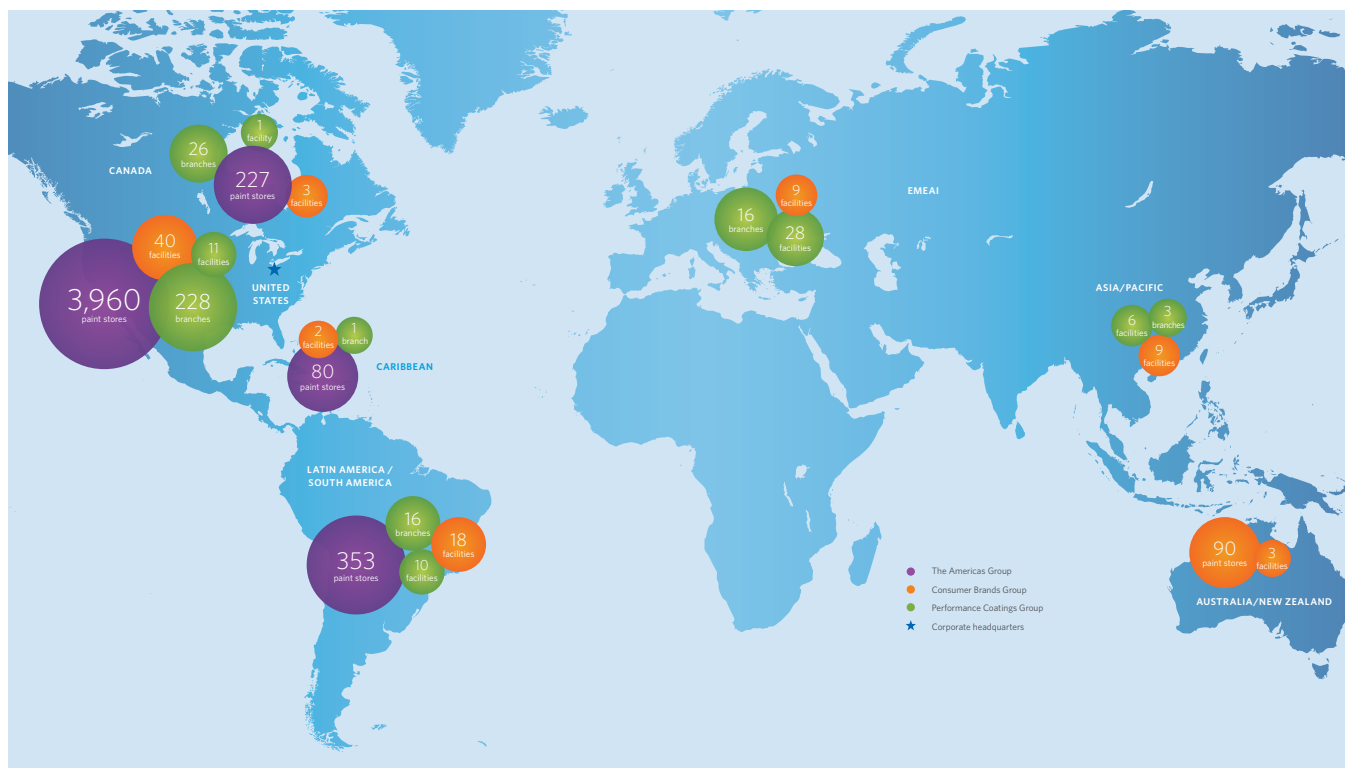 CANADA
26
branches
1
facility
227
paint stores
3
facilities
40
facilities
11
facilities
3,960
paint stores
228
branches
UNITED
STATES
2
facilities
1
branch
80
paint stores
CARIBBEAN
LATIN AMERICA /
SOUTH AMERICA
353
paint stores
16
branches
18
facilities
10
facilities
EMEAI
9
facilities
16
branches
28
facilities
ASIA/PACIFIC
6
facilities
3
branches
9
facilities
90
paint stores
3
facilities
AUSTRALIA/NEW ZEALAND
The Americas Group
Consumer Brands Group
Performance Coatings Group
Corporate headquarters